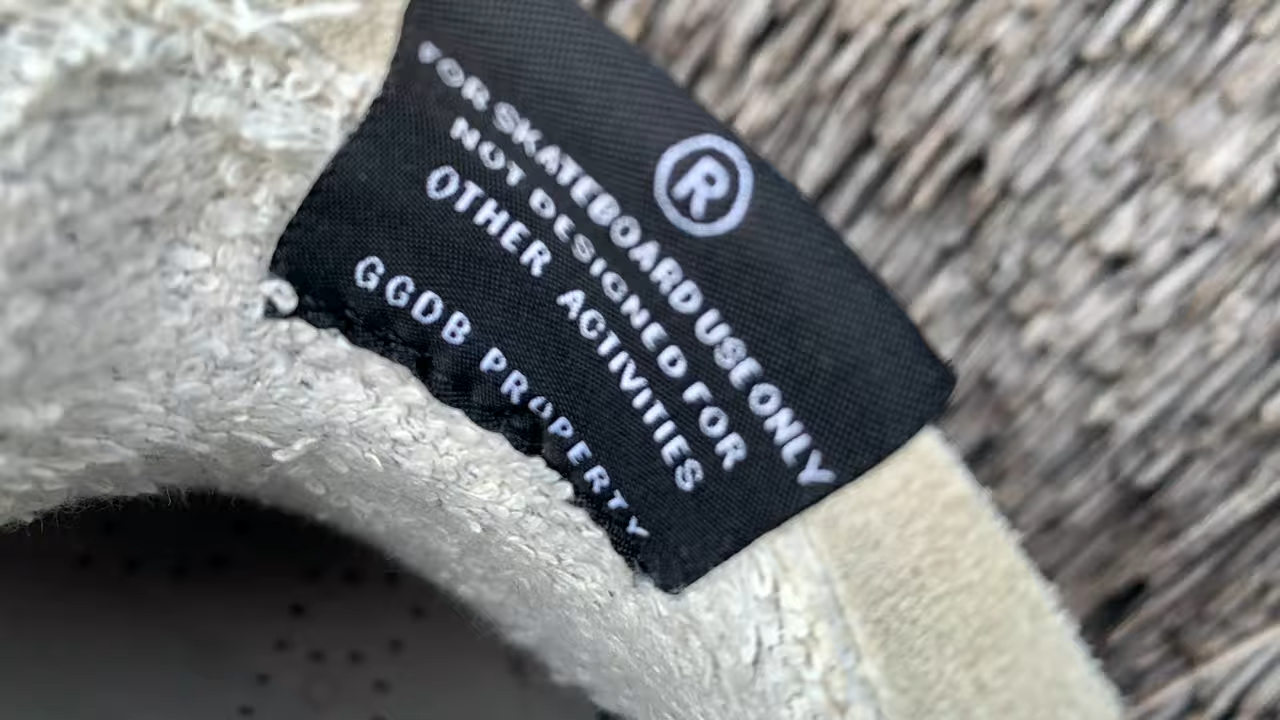 ®
FOR SKATEBOARD USE ONLY
NOT DESIGNED FOR
OTHER ACTIVITIES
GGDB PROPERTY